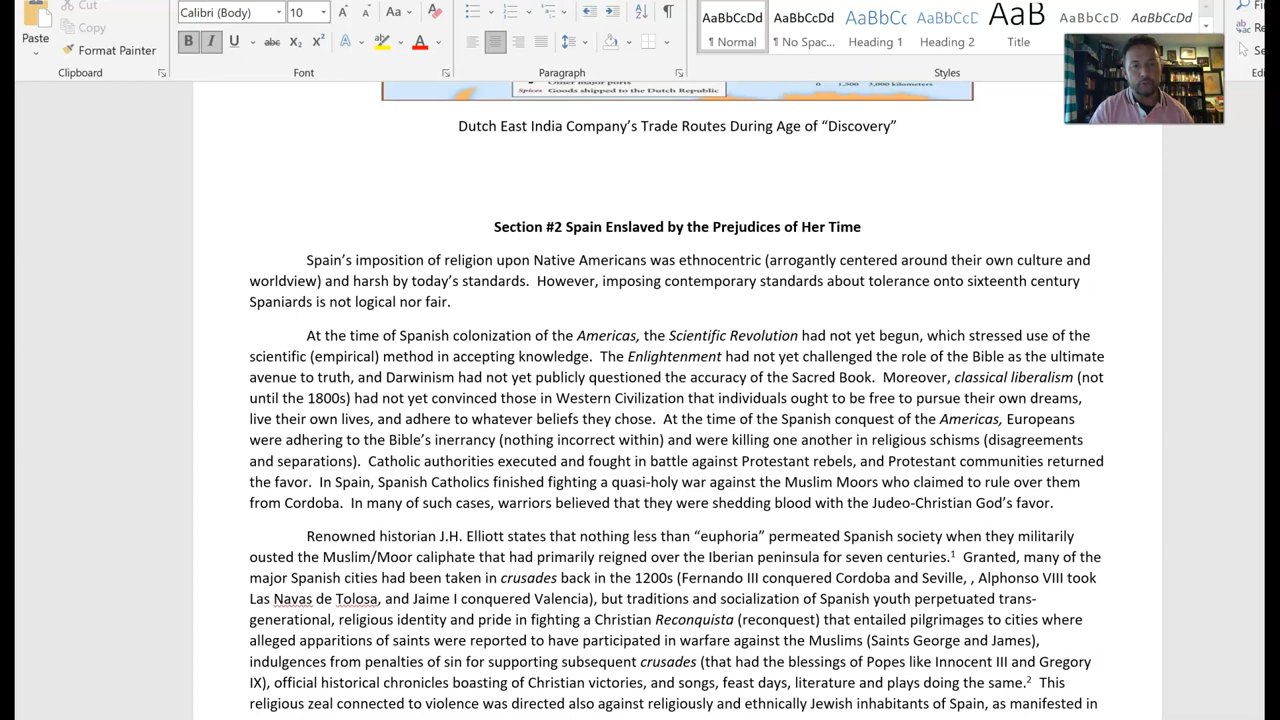 Cut
Calibri (Body) 10 A A Aa A
AaBbCcDd AaBbCcDd AaBbCc AaBbCcD AaB AaBbCcD AaBbCcDd
Copy
Paste
Format Painter
B I U abc X₂ X² A A
¶ Normal ¶ No Spac... Heading 1 Heading 2 Title
Clipboard Font Paragraph Styles
Other major ports
Spices Goods shipped to the Dutch Republic
0 1,500 3,000 kilometers
Dutch East India Company’s Trade Routes During Age of “Discovery”
Section #2 Spain Enslaved by the Prejudices of Her Time
Spain’s imposition of religion upon Native Americans was ethnocentric (arrogantly centered around their own culture and
worldview) and harsh by today’s standards.  However, imposing contemporary standards about tolerance onto sixteenth century
Spaniards is not logical nor fair.
At the time of Spanish colonization of the Americas, the Scientific Revolution had not yet begun, which stressed use of the
scientific (empirical) method in accepting knowledge.  The Enlightenment had not yet challenged the role of the Bible as the ultimate
avenue to truth, and Darwinism had not yet publicly questioned the accuracy of the Sacred Book.  Moreover, classical liberalism (not
until the 1800s) had not yet convinced those in Western Civilization that individuals ought to be free to pursue their own dreams,
live their own lives, and adhere to whatever beliefs they chose.  At the time of the Spanish conquest of the Americas, Europeans
were adhering to the Bible’s inerrancy (nothing incorrect within) and were killing one another in religious schisms (disagreements
and separations).  Catholic authorities executed and fought in battle against Protestant rebels, and Protestant communities returned
the favor.  In Spain, Spanish Catholics finished fighting a quasi-holy war against the Muslim Moors who claimed to rule over them
from Cordoba.  In many of such cases, warriors believed that they were shedding blood with the Judeo-Christian God’s favor.
Renowned historian J.H. Elliott states that nothing less than “euphoria” permeated Spanish society when they militarily
ousted the Muslim/Moor caliphate that had primarily reigned over the Iberian peninsula for seven centuries.¹  Granted, many of the
major Spanish cities had been taken in crusades back in the 1200s (Fernando III conquered Cordoba and Seville, , Alphonso VIII took
Las Navas de Tolosa, and Jaime I conquered Valencia), but traditions and socialization of Spanish youth perpetuated trans-
generational, religious identity and pride in fighting a Christian Reconquista (reconquest) that entailed pilgrimages to cities where
alleged apparitions of saints were reported to have participated in warfare against the Muslims (Saints George and James),
indulgences from penalties of sin for supporting subsequent crusades (that had the blessings of Popes like Innocent III and Gregory
IX), official historical chronicles boasting of Christian victories, and songs, feast days, literature and plays doing the same.²  This
religious zeal connected to violence was directed also against religiously and ethnically Jewish inhabitants of Spain, as manifested in